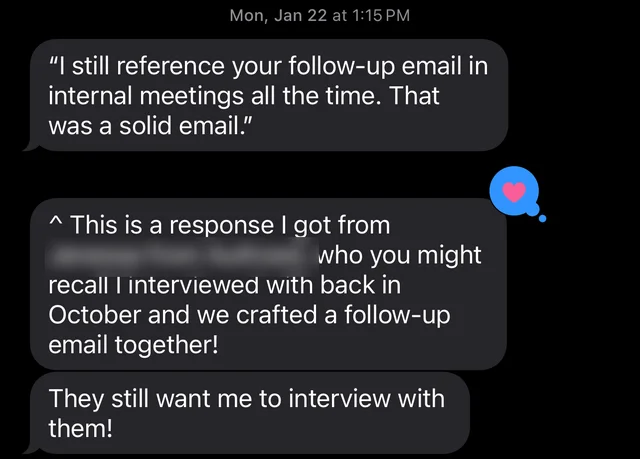 Mon, Jan 22 at 1:15 PM
“I still reference your follow-up email in
internal meetings all the time. That
was a solid email.”
^ This is a response I got from
who you might
recall I interviewed with back in
October and we crafted a follow-up
email together!
They still want me to interview with
them!